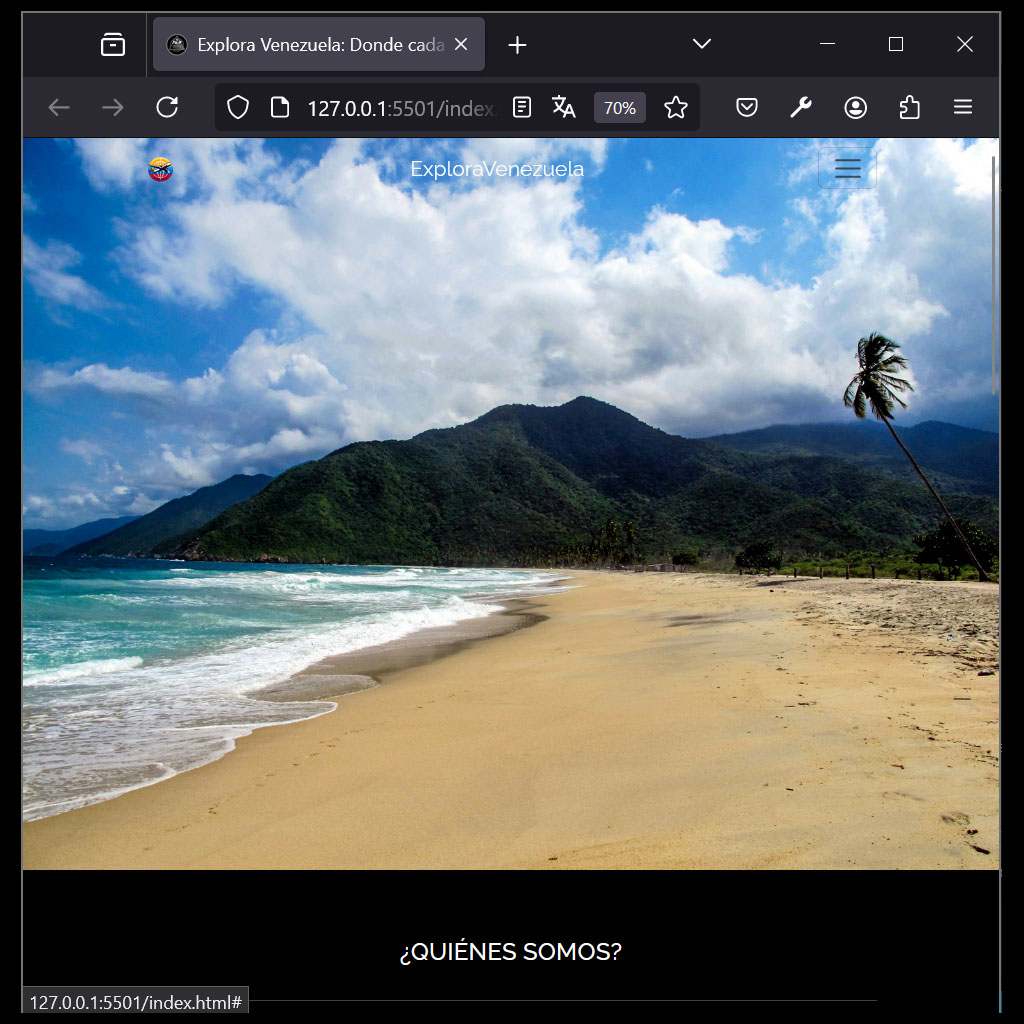 Explora Venezuela: Donde cada
127.0.0.1:5501/index.
70%
ExploraVenezuela
¿QUIÉNES SOMOS?
127.0.0.1:5501/index.html#